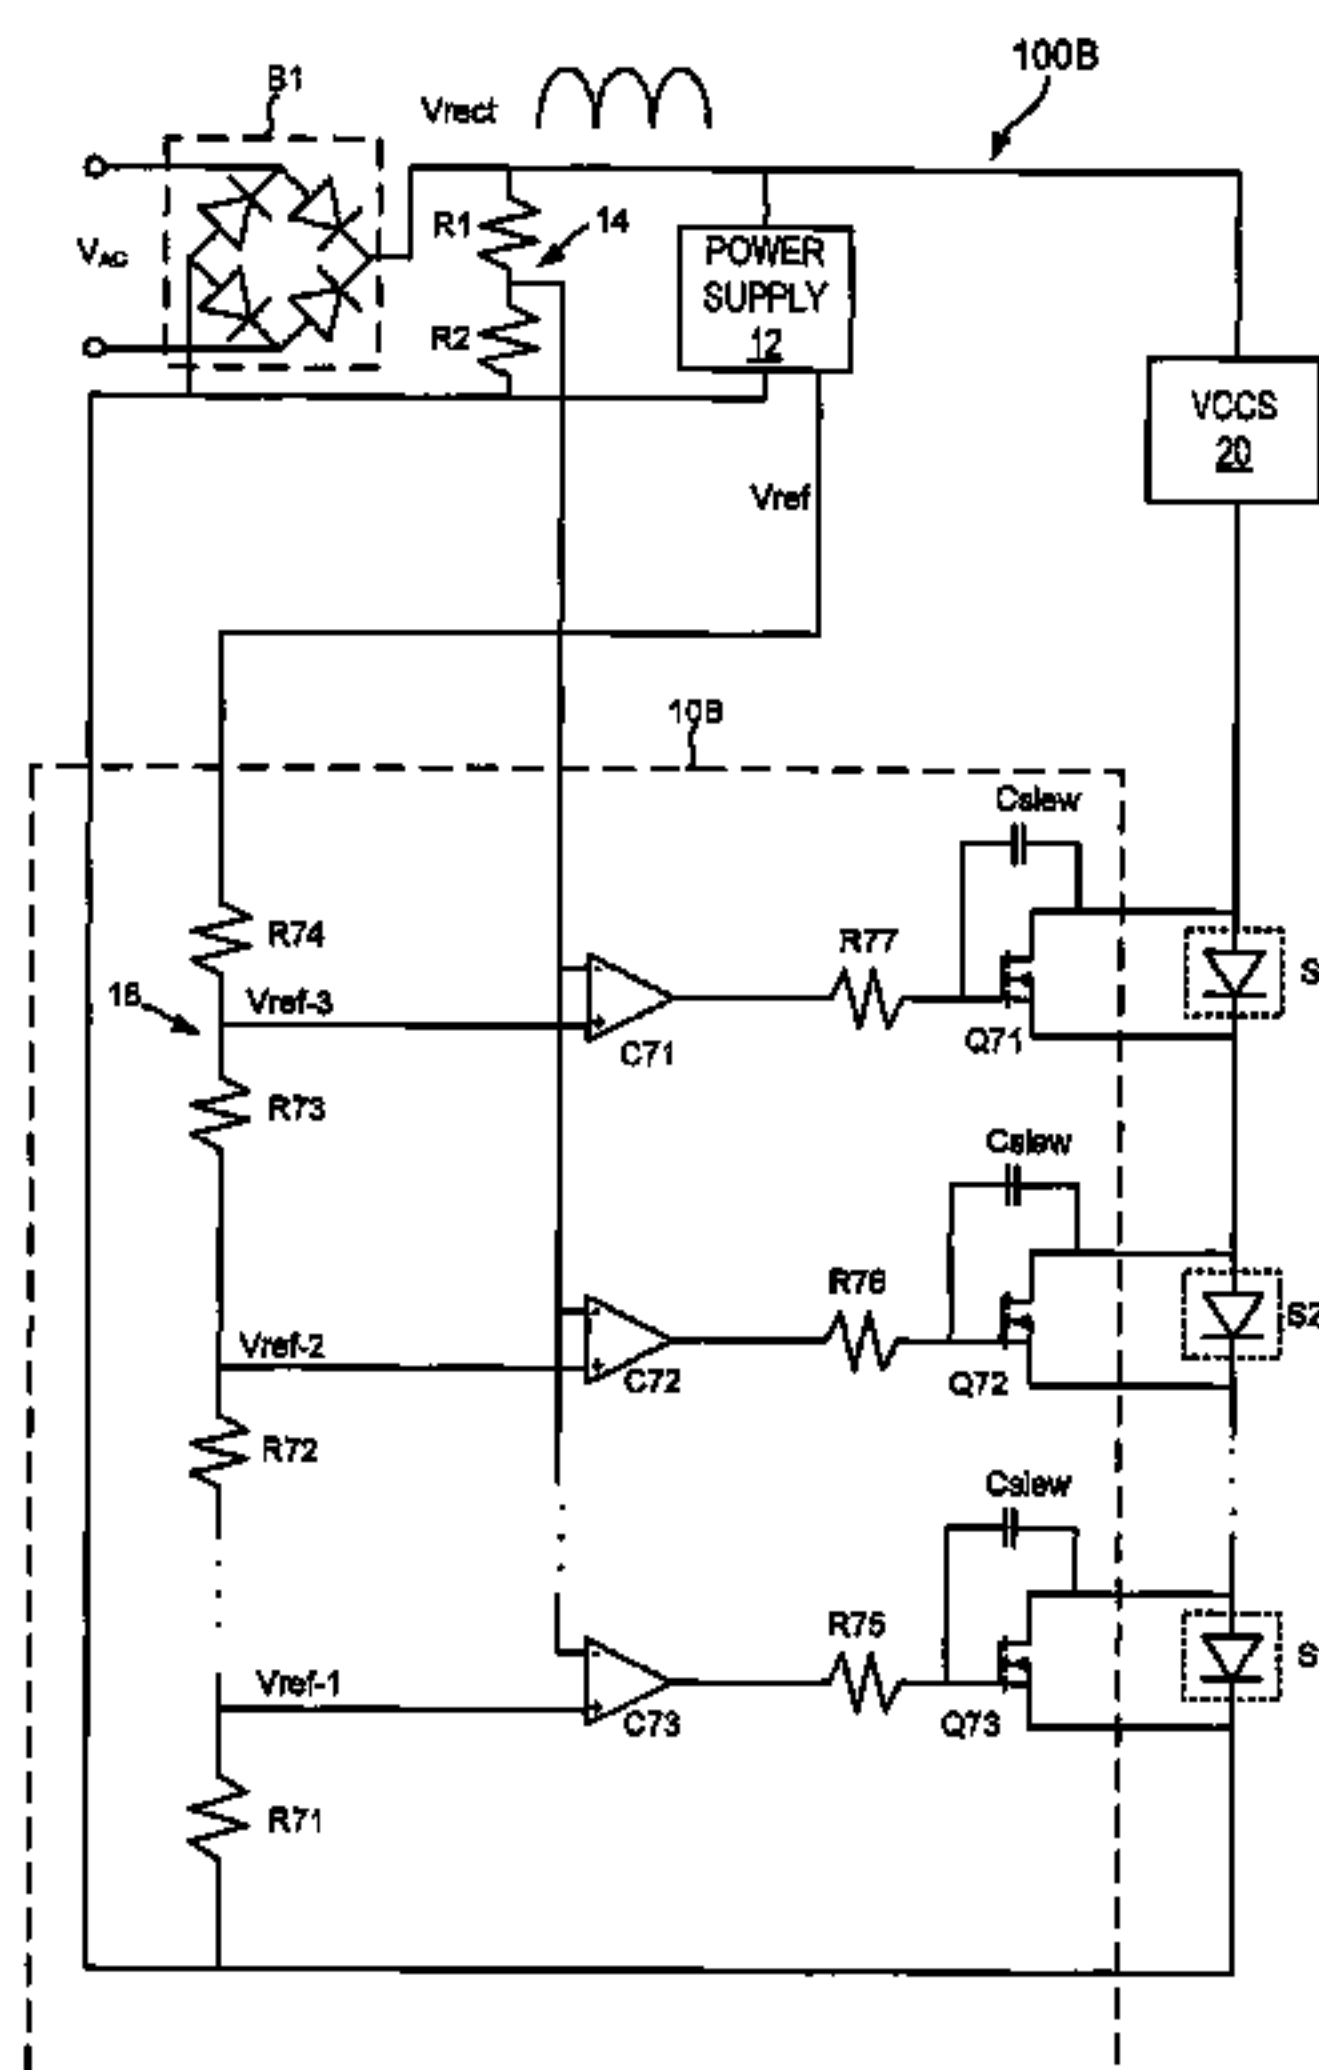 B1
Vrect
100B
VAC
R1
14
R2
POWER
SUPPLY
12
VCCS
20
Vref
10B
Cslew
R74
R77
16
Vref-3
-
+
C71
Q71
S
R73
Cslew
R76
Vref-2
-
+
C72
Q72
S2
R72
Cslew
R75
Vref-1
-
+
C73
Q73
S
R71